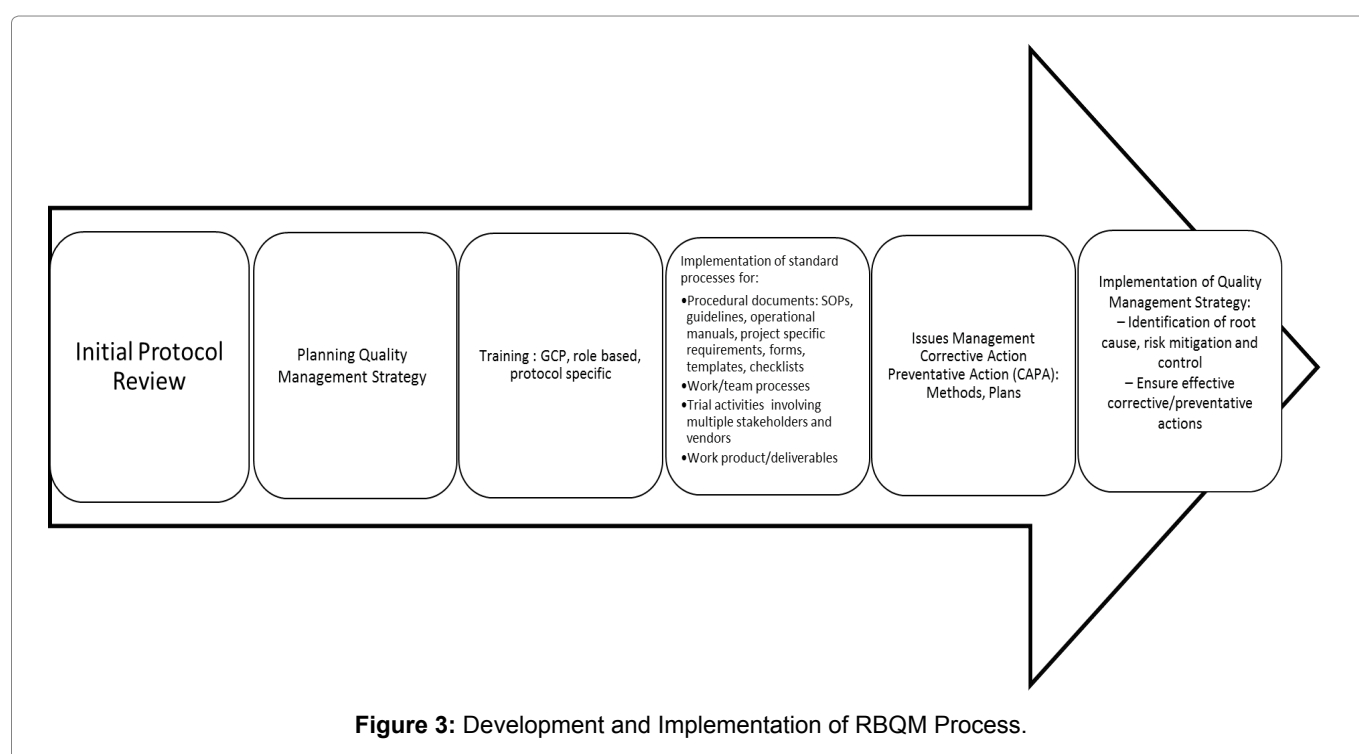 Initial Protocol
Review
Planning Quality
Management Strategy
Training : GCP, role based,
protocol specific
Implementation of standard
processes for:
•Procedural documents: SOPs,
guidelines, operational
manuals, project specific
requirements, forms,
templates, checklists
•Work/team processes
•Trial activities involving
multiple stakeholders and
vendors
•Work product/deliverables
Issues Management
Corrective Action
Preventative Action (CAPA):
Methods, Plans
Implementation of Quality
Management Strategy:
– Identification of root
cause, risk mitigation and
control
– Ensure effective
corrective/preventative
actions
Figure 3: Development and Implementation of RBQM Process.